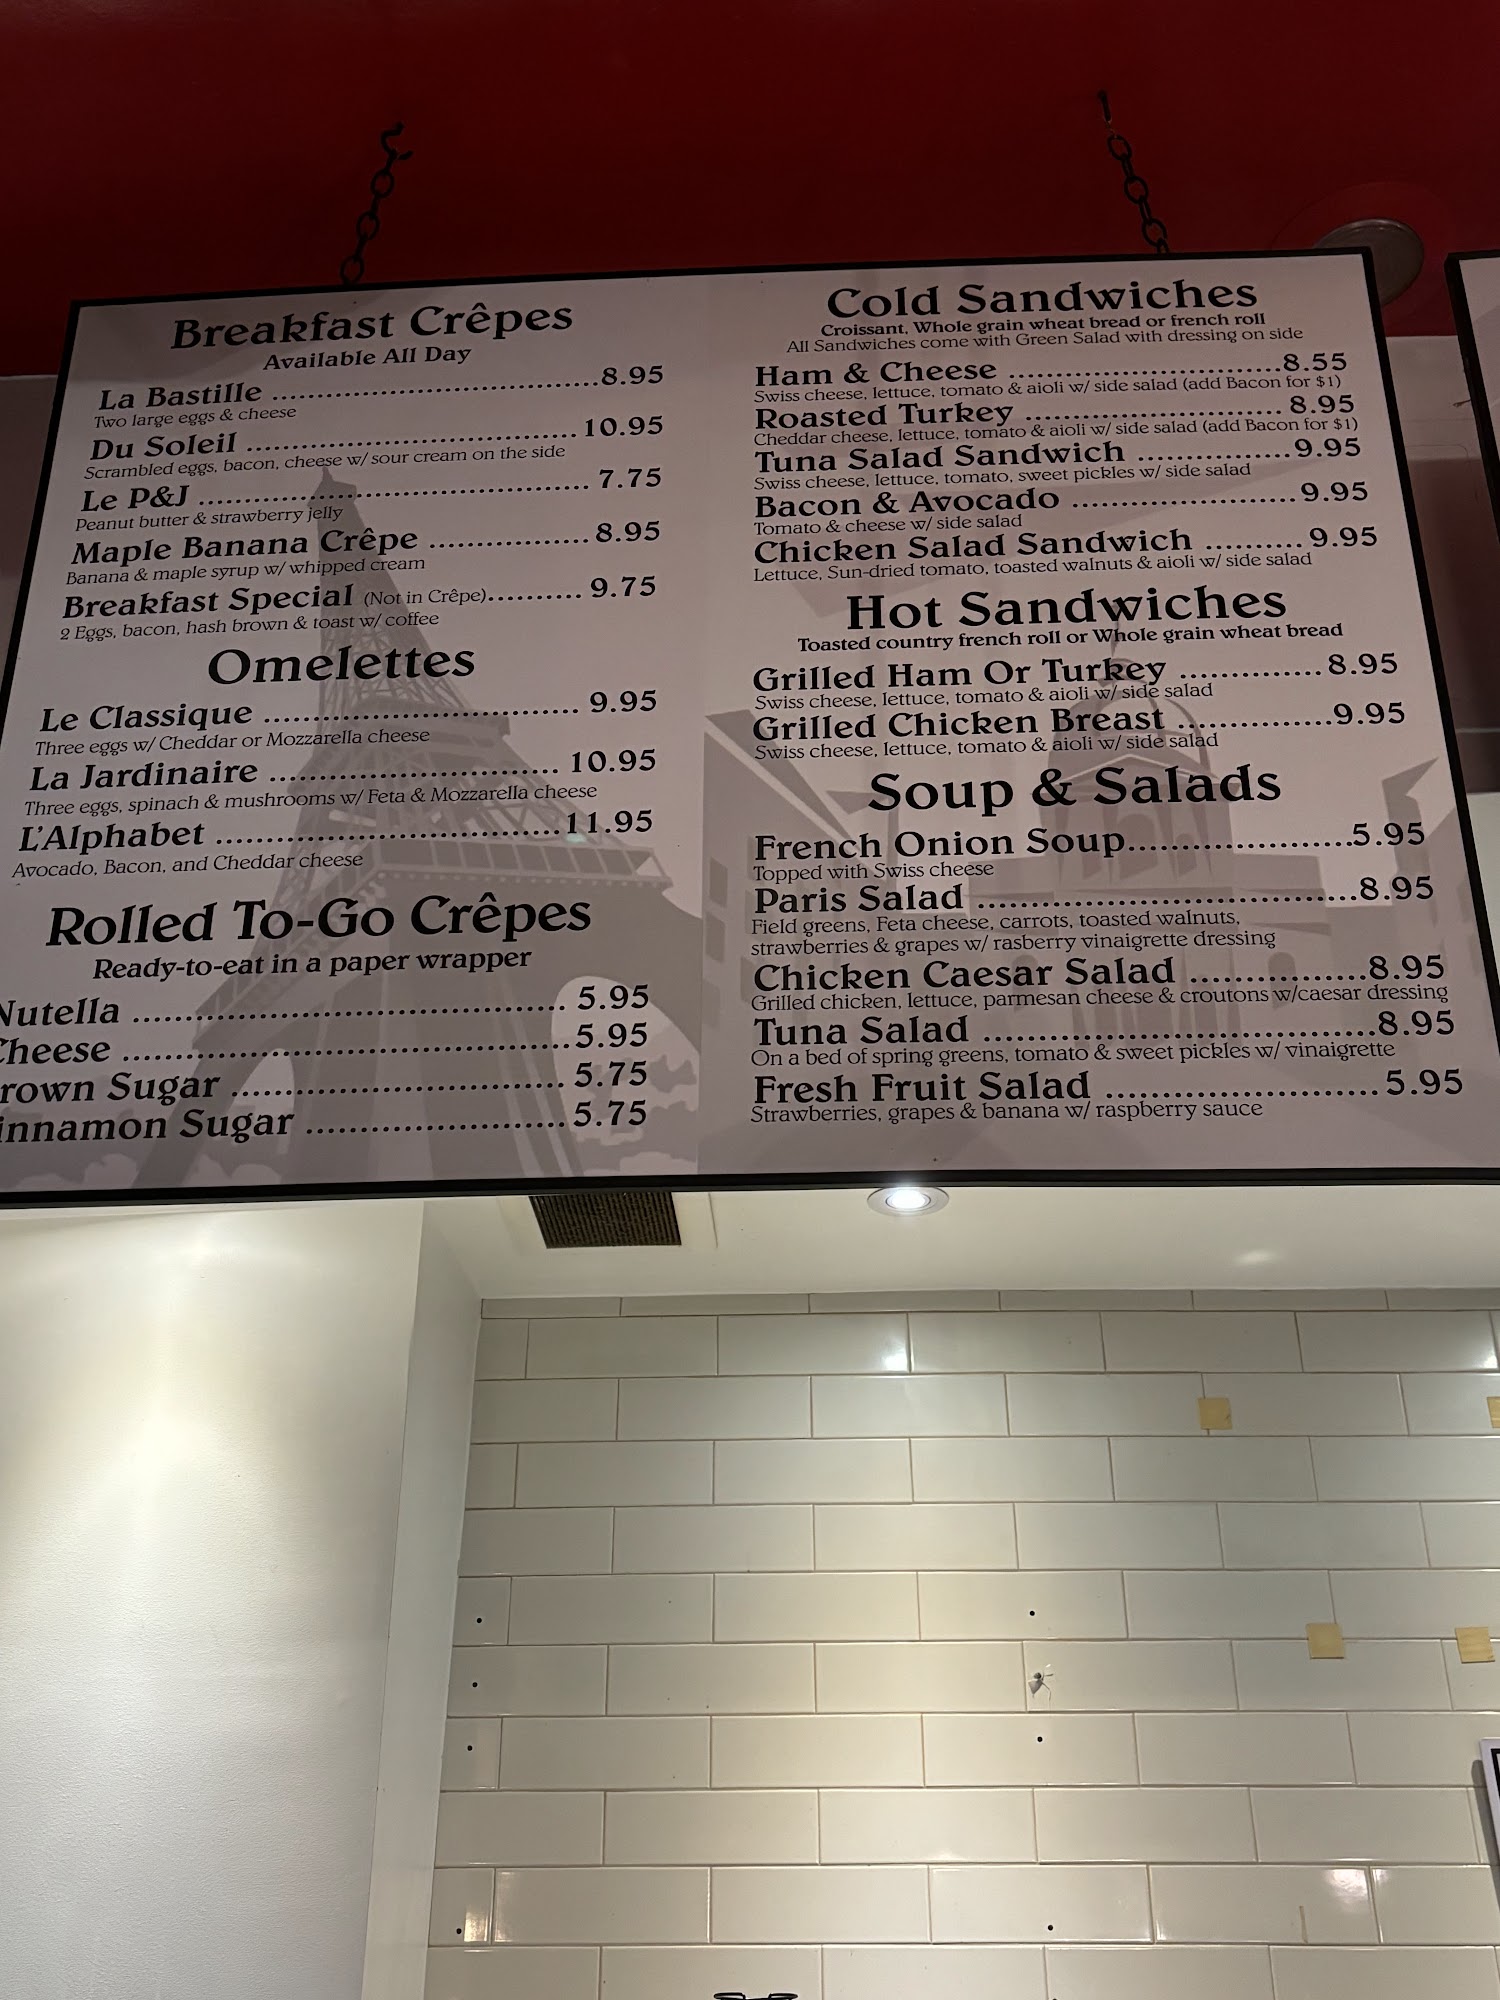 Breakfast Crêpes
Available All Day
La Bastille ........................................8.95
Two large eggs & cheese
Du Soleil ........................................ 10.95
Scrambled eggs, bacon, cheese w/ sour cream on the side
Le P&J ............................................... 7.75
Peanut butter & strawberry jelly
Maple Banana Crêpe ................... 8.95
Banana & maple syrup w/ whipped cream
Breakfast Special (Not in Crêpe).......... 9.75
2 Eggs, bacon, hash brown & toast w/ coffee
Omelettes
Le Classique ..................................... 9.95
Three eggs w/ Cheddar or Mozzarella cheese
La Jardinaire .................................. 10.95
Three eggs, spinach & mushrooms w/ Feta & Mozzarella cheese
L'Alphabet ........................................11.95
Avocado, Bacon, and Cheddar cheese
Rolled To-Go Crêpes
Ready-to-eat in a paper wrapper
Nutella ............................................. 5.95
Cheese ..............................................5.95
rown Sugar ................................... 5.75
innamon Sugar ........................... 5.75
Cold Sandwiches
Croissant, Whole grain wheat bread or french roll
All Sandwiches come with Green Salad with dressing on side
Ham & Cheese ................................8.55
Swiss cheese, lettuce, tomato & aioli w/ side salad (add Bacon for $1)
Roasted Turkey .............................. 8.95
Cheddar cheese, lettuce, tomato & aioli w/ side salad (add Bacon for $1)
Tuna Salad Sandwich ..................9.95
Swiss cheese, lettuce, tomato, sweet pickles w/ side salad
Bacon & Avocado ..........................9.95
Tomato & cheese w/ side salad
Chicken Salad Sandwich .......... 9.95
Lettuce, Sun-dried tomato, toasted walnuts & aioli w/ side salad
Hot Sandwiches
Toasted country french roll or Whole grain wheat bread
Grilled Ham Or Turkey ...............8.95
Swiss cheese, lettuce, tomato & aioli w/ side salad
Grilled Chicken Breast ................9.95
Swiss cheese, lettuce, tomato & aioli w/ side salad
Soup & Salads
French Onion Soup.......................5.95
Topped with Swiss cheese
Paris Salad .......................................8.95
Field greens, Feta cheese, carrots, toasted walnuts,
strawberries & grapes w/ rasberry vinaigrette dressing
Chicken Caesar Salad ..................8.95
Grilled chicken, lettuce, parmesan cheese & croutons w/caesar dressing
Tuna Salad ........................................8.95
On a bed of spring greens, tomato & sweet pickles w/ vinaigrette
Fresh Fruit Salad ........................... 5.95
Strawberries, grapes & banana w/ raspberry sauce